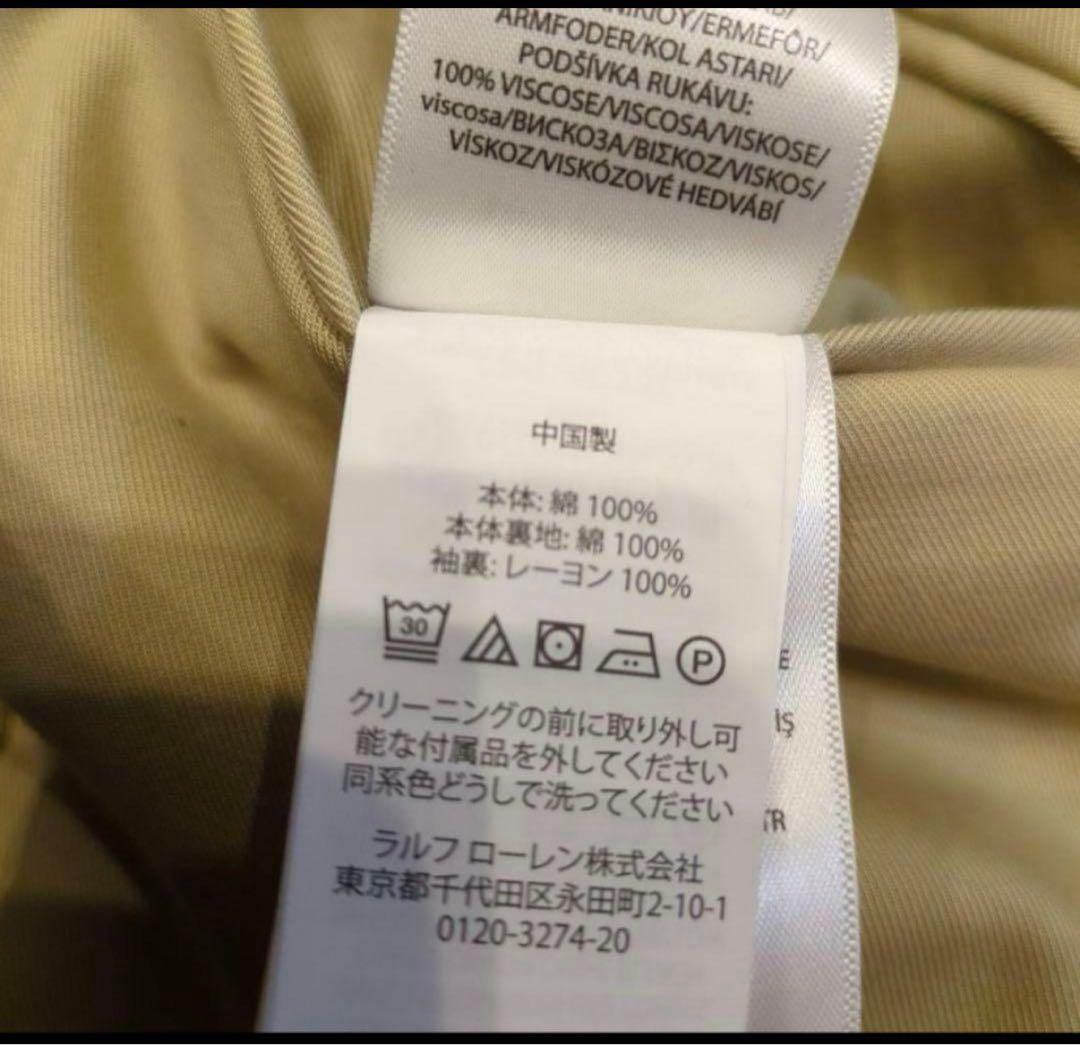 ARMFODER/KOL ASTARI/
PODŠÍVKA RUKÁVU:
100% VISCOSE/VISCOSA/VISKOSE/
viscosa/ВИСКОЗА/ΒΙΣΚΟΖ/VISKOS/
VİSKOZ/VISKÓZOVÉ HEDVÁBÍ
中国製
本体: 綿 100%
本体裏地: 綿 100%
袖裏: レーヨン 100%
30 P
クリーニングの前に取り外し可
能な付属品を外してください
同系色どうしで洗ってください
ラルフ ローレン株式会社
東京都千代田区永田町2-10-1
0120-3274-20